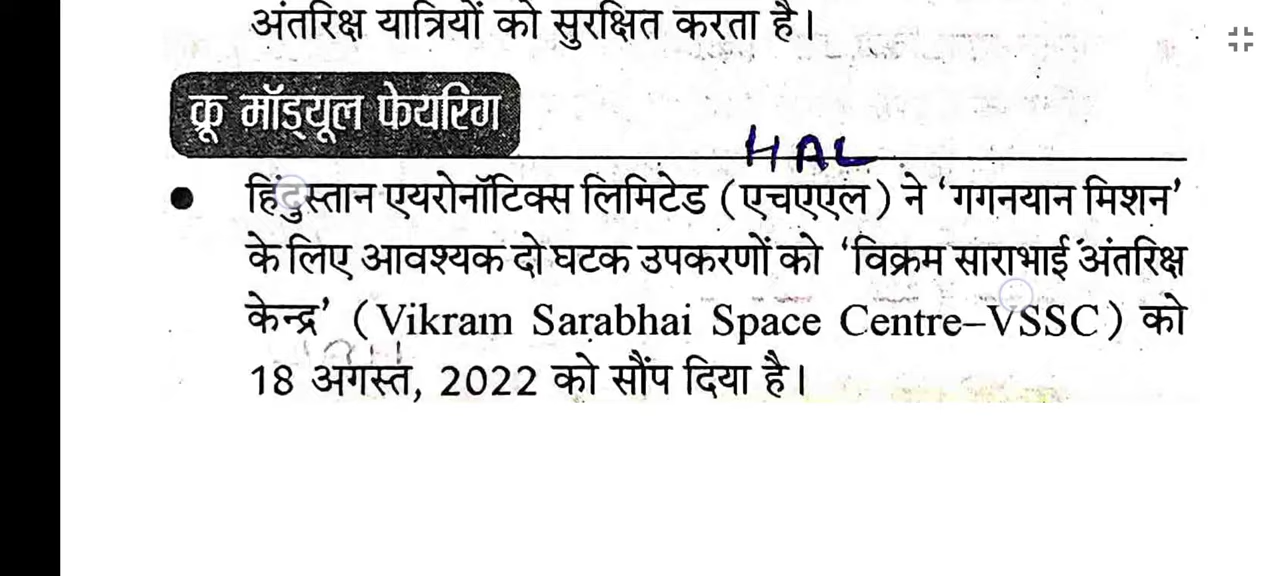 अंतरिक्ष यात्रियों को सुरक्षित करता है।
क्रू मॉड्यूल फेयरिंग
HAL
● हिंदुस्तान एयरोनॉटिक्स लिमिटेड (एचएएल) ने ‘गगनयान मिशन’
के लिए आवश्यक दो घटक उपकरणों को ‘विक्रम साराभाई अंतरिक्ष
केन्द्र’ (Vikram Sarabhai Space Centre–VSSC) को
18 अगस्त, 2022 को सौंप दिया है।